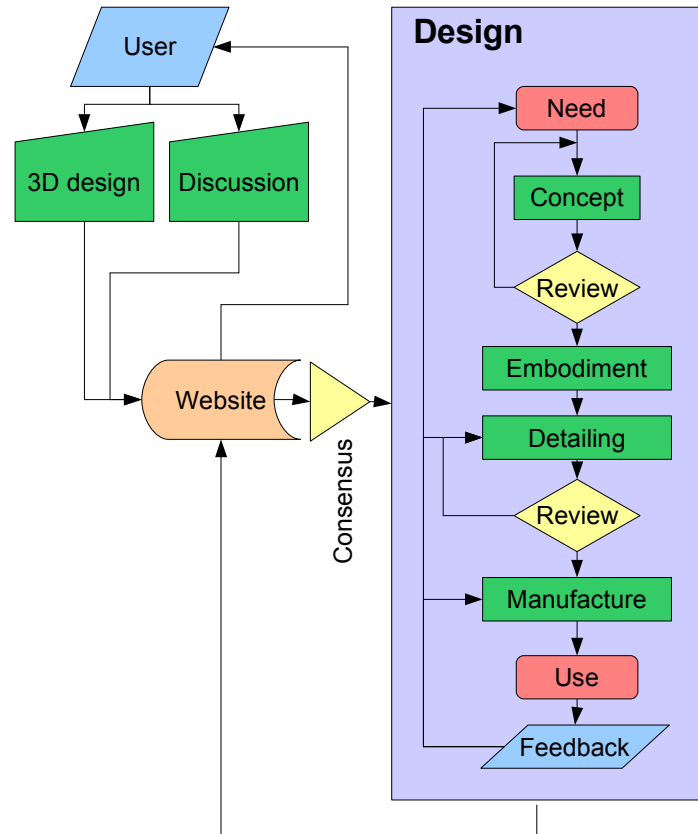 User
3D design
Discussion
Website
Consensus
Design
Need
Concept
Review
Embodiment
Detailing
Review
Manufacture
Use
Feedback